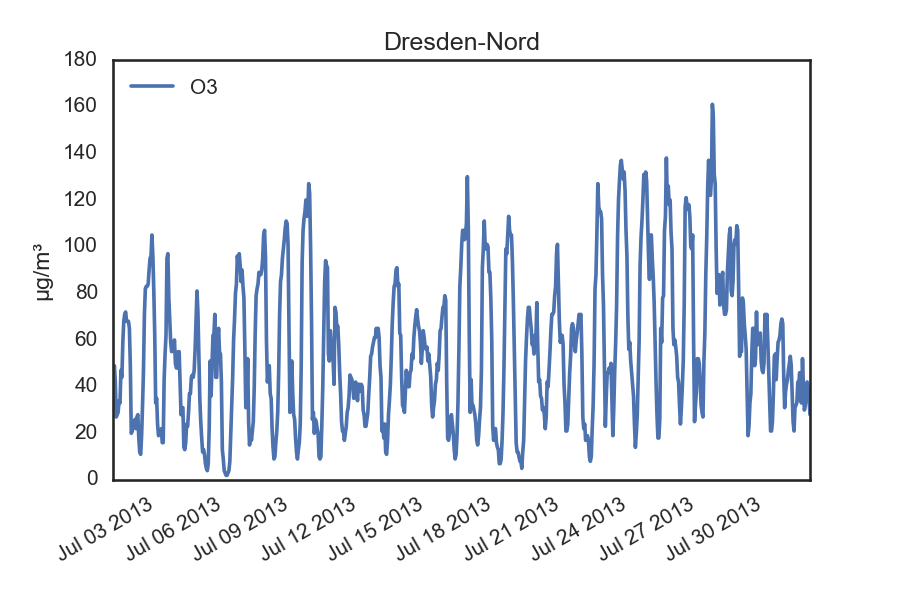 Dresden-Nord
O3
µg/m³
180
160
140
120
100
80
60
40
20
0
Jul 03 2013
Jul 06 2013
Jul 09 2013
Jul 12 2013
Jul 15 2013
Jul 18 2013
Jul 21 2013
Jul 24 2013
Jul 27 2013
Jul 30 2013